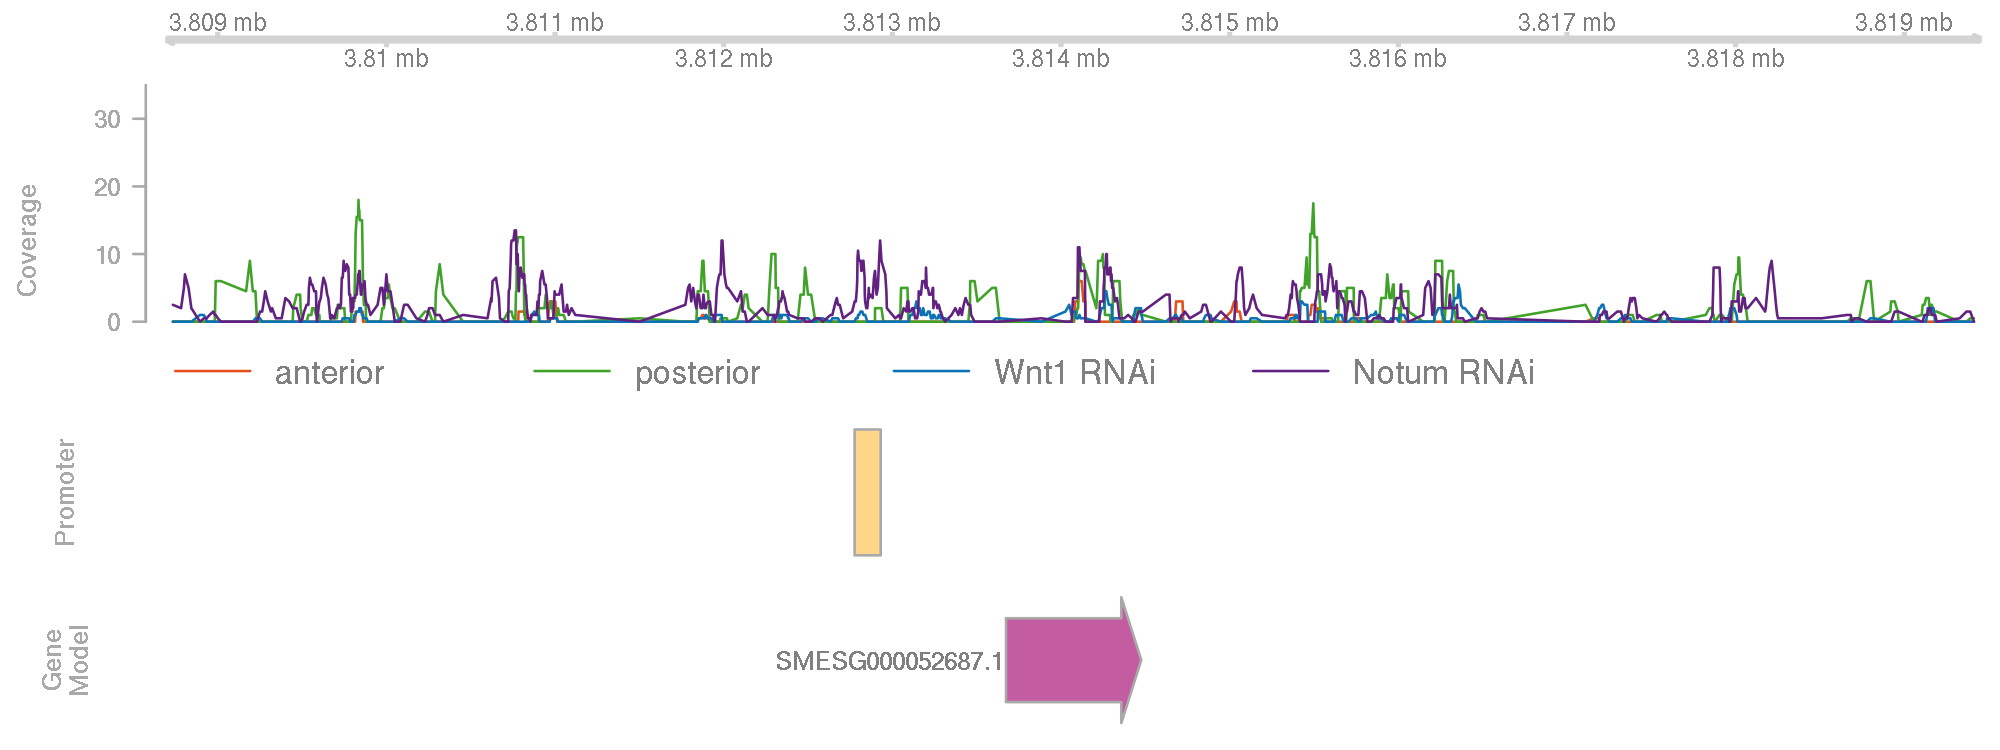 3.809 mb 3.811 mb 3.813 mb 3.815 mb 3.817 mb 3.819 mb
3.81 mb 3.812 mb 3.814 mb 3.816 mb 3.818 mb
Coverage
30
20
10
0
anterior posterior Wnt1 RNAi Notum RNAi
Promoter
Gene
Model
SMESG000052687.1